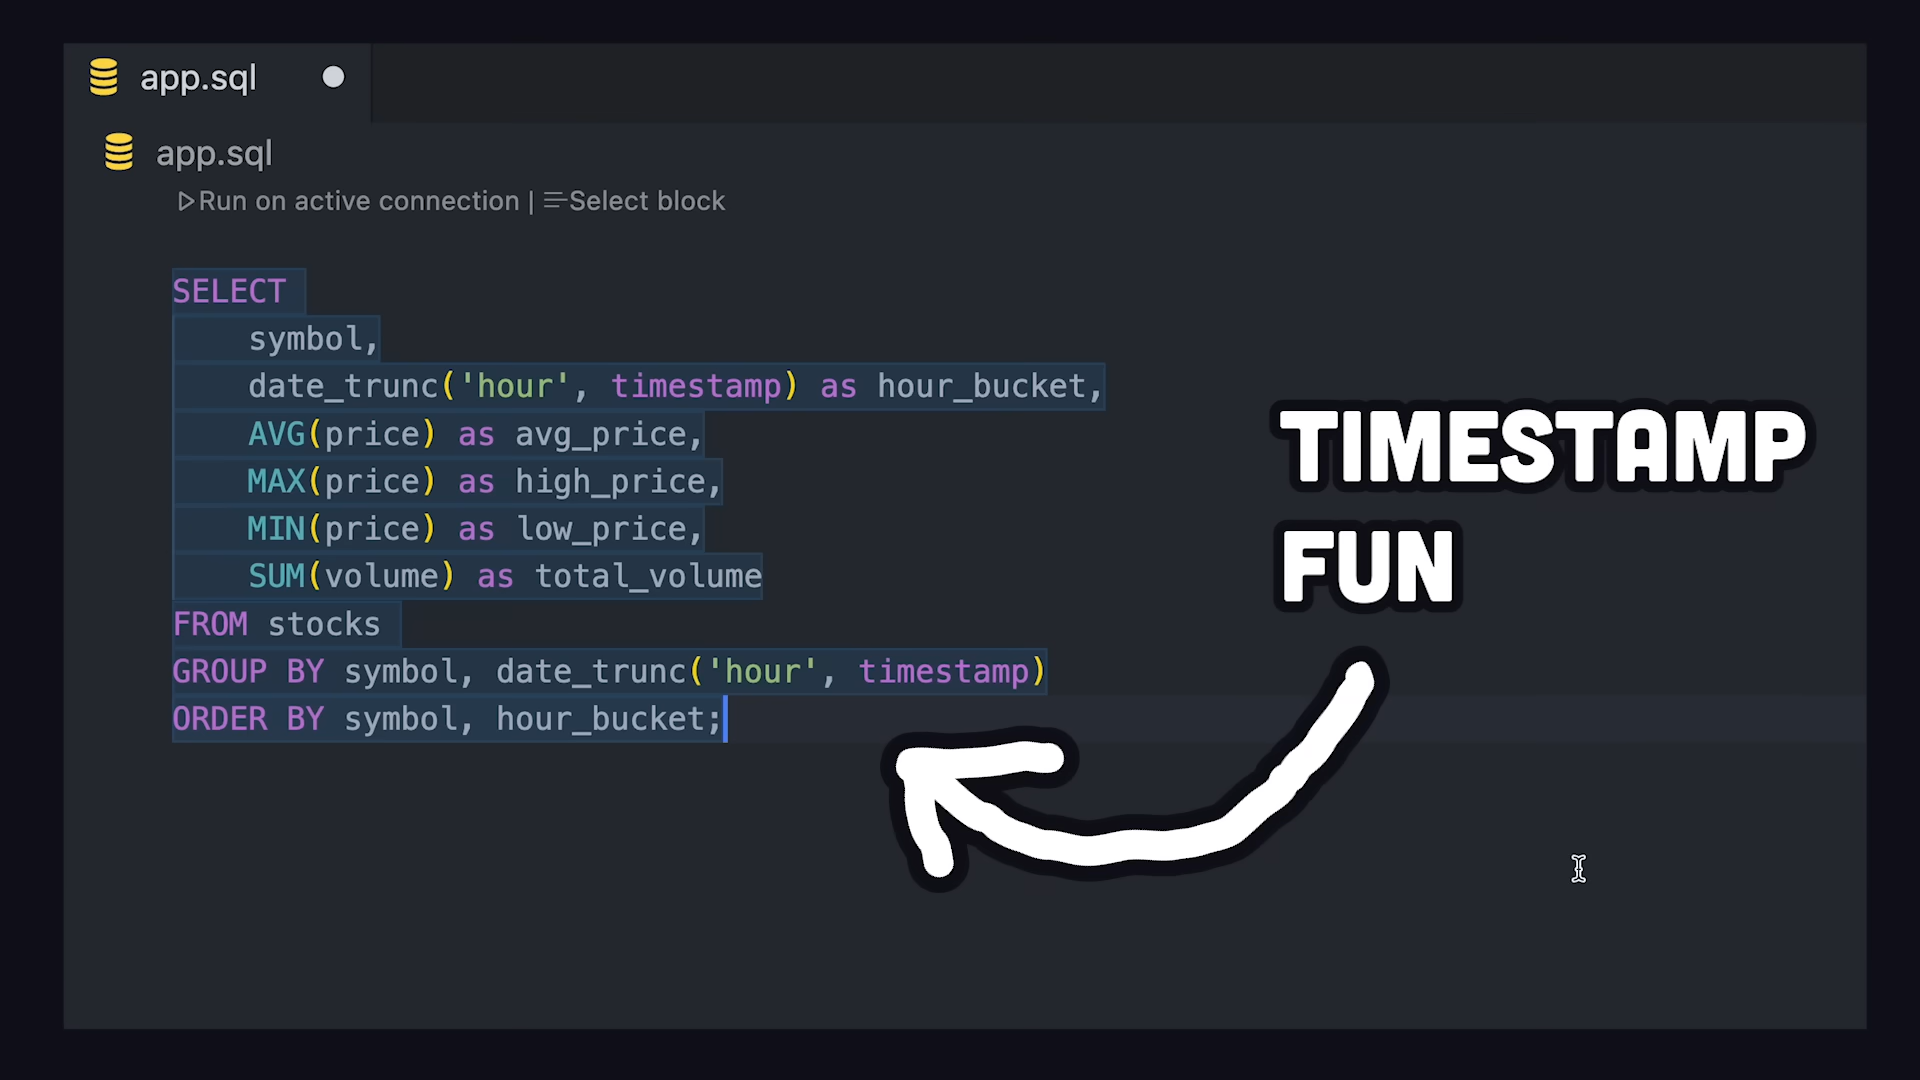 app.sql
app.sql
Run on active connection | Select block
SELECT
symbol,
date_trunc('hour', timestamp) as hour_bucket,
AVG(price) as avg_price,
MAX(price) as high_price,
MIN(price) as low_price,
SUM(volume) as total_volume
FROM stocks
GROUP BY symbol, date_trunc('hour', timestamp)
ORDER BY symbol, hour_bucket;
TIMESTAMP
FUN